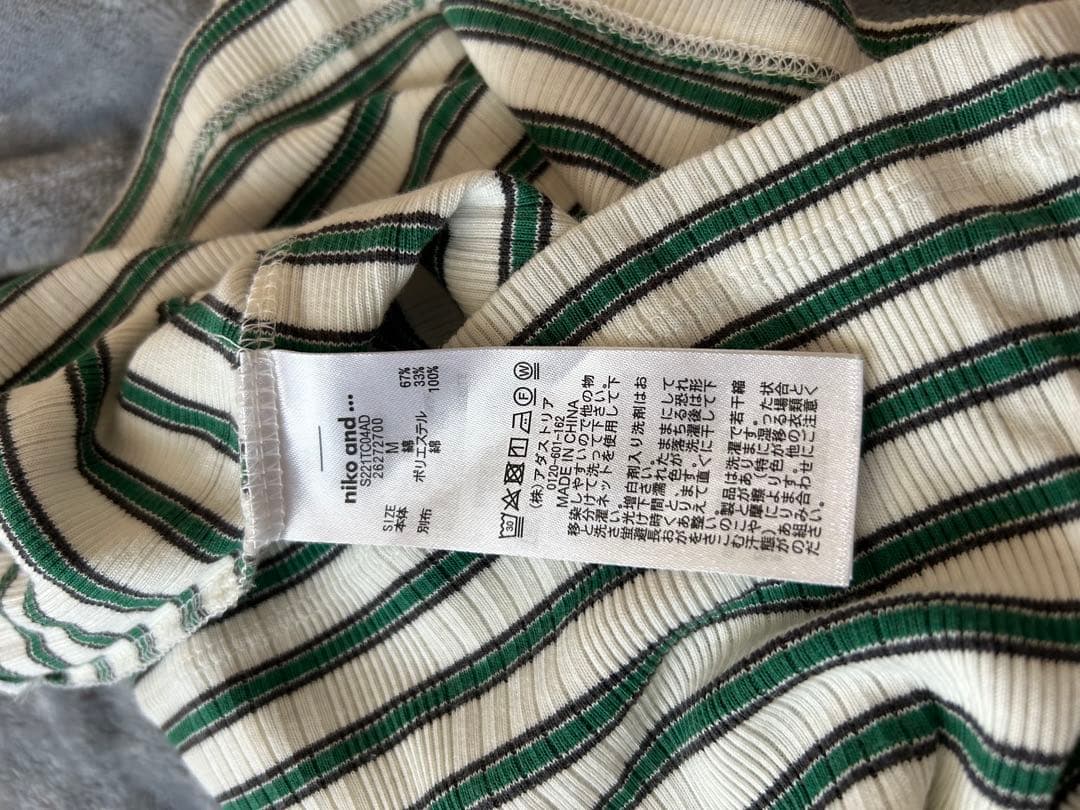 niko and...
S221TC04AD
26272700
SIZE M
本体 綿 67%
ポリエステル 33%
別布 綿 100%
30
F
W
(株)アダストリア
0120-601-162
MADE IN CHINA
移染しやすいので他の物
と分けて洗って下さい。
洗濯ネットを使用して下
さい。
蛍光増白剤入り洗剤はお
避け下さい。
長時間濡れたままにして
おくと、色が落ちる恐れ
があります。洗濯後は形
を整えて直ぐに干して下
さい。
この製品は洗濯で若干縮
むことがあります。
汗や摩擦、(特に湿った状
態)により色が移る場合
があります。他の衣類と
の組み合わせにご注意く
ださい。